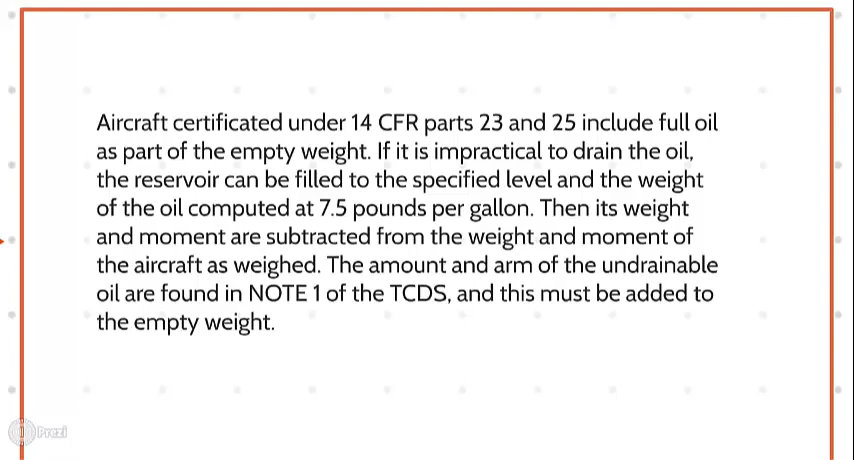 Aircraft certificated under 14 CFR parts 23 and 25 include full oil
as part of the empty weight. If it is impractical to drain the oil,
the reservoir can be filled to the specified level and the weight
of the oil computed at 7.5 pounds per gallon. Then its weight
and moment are subtracted from the weight and moment of
the aircraft as weighed. The amount and arm of the undrainable
oil are found in NOTE 1 of the TCDS, and this must be added to
the empty weight.
Prezi